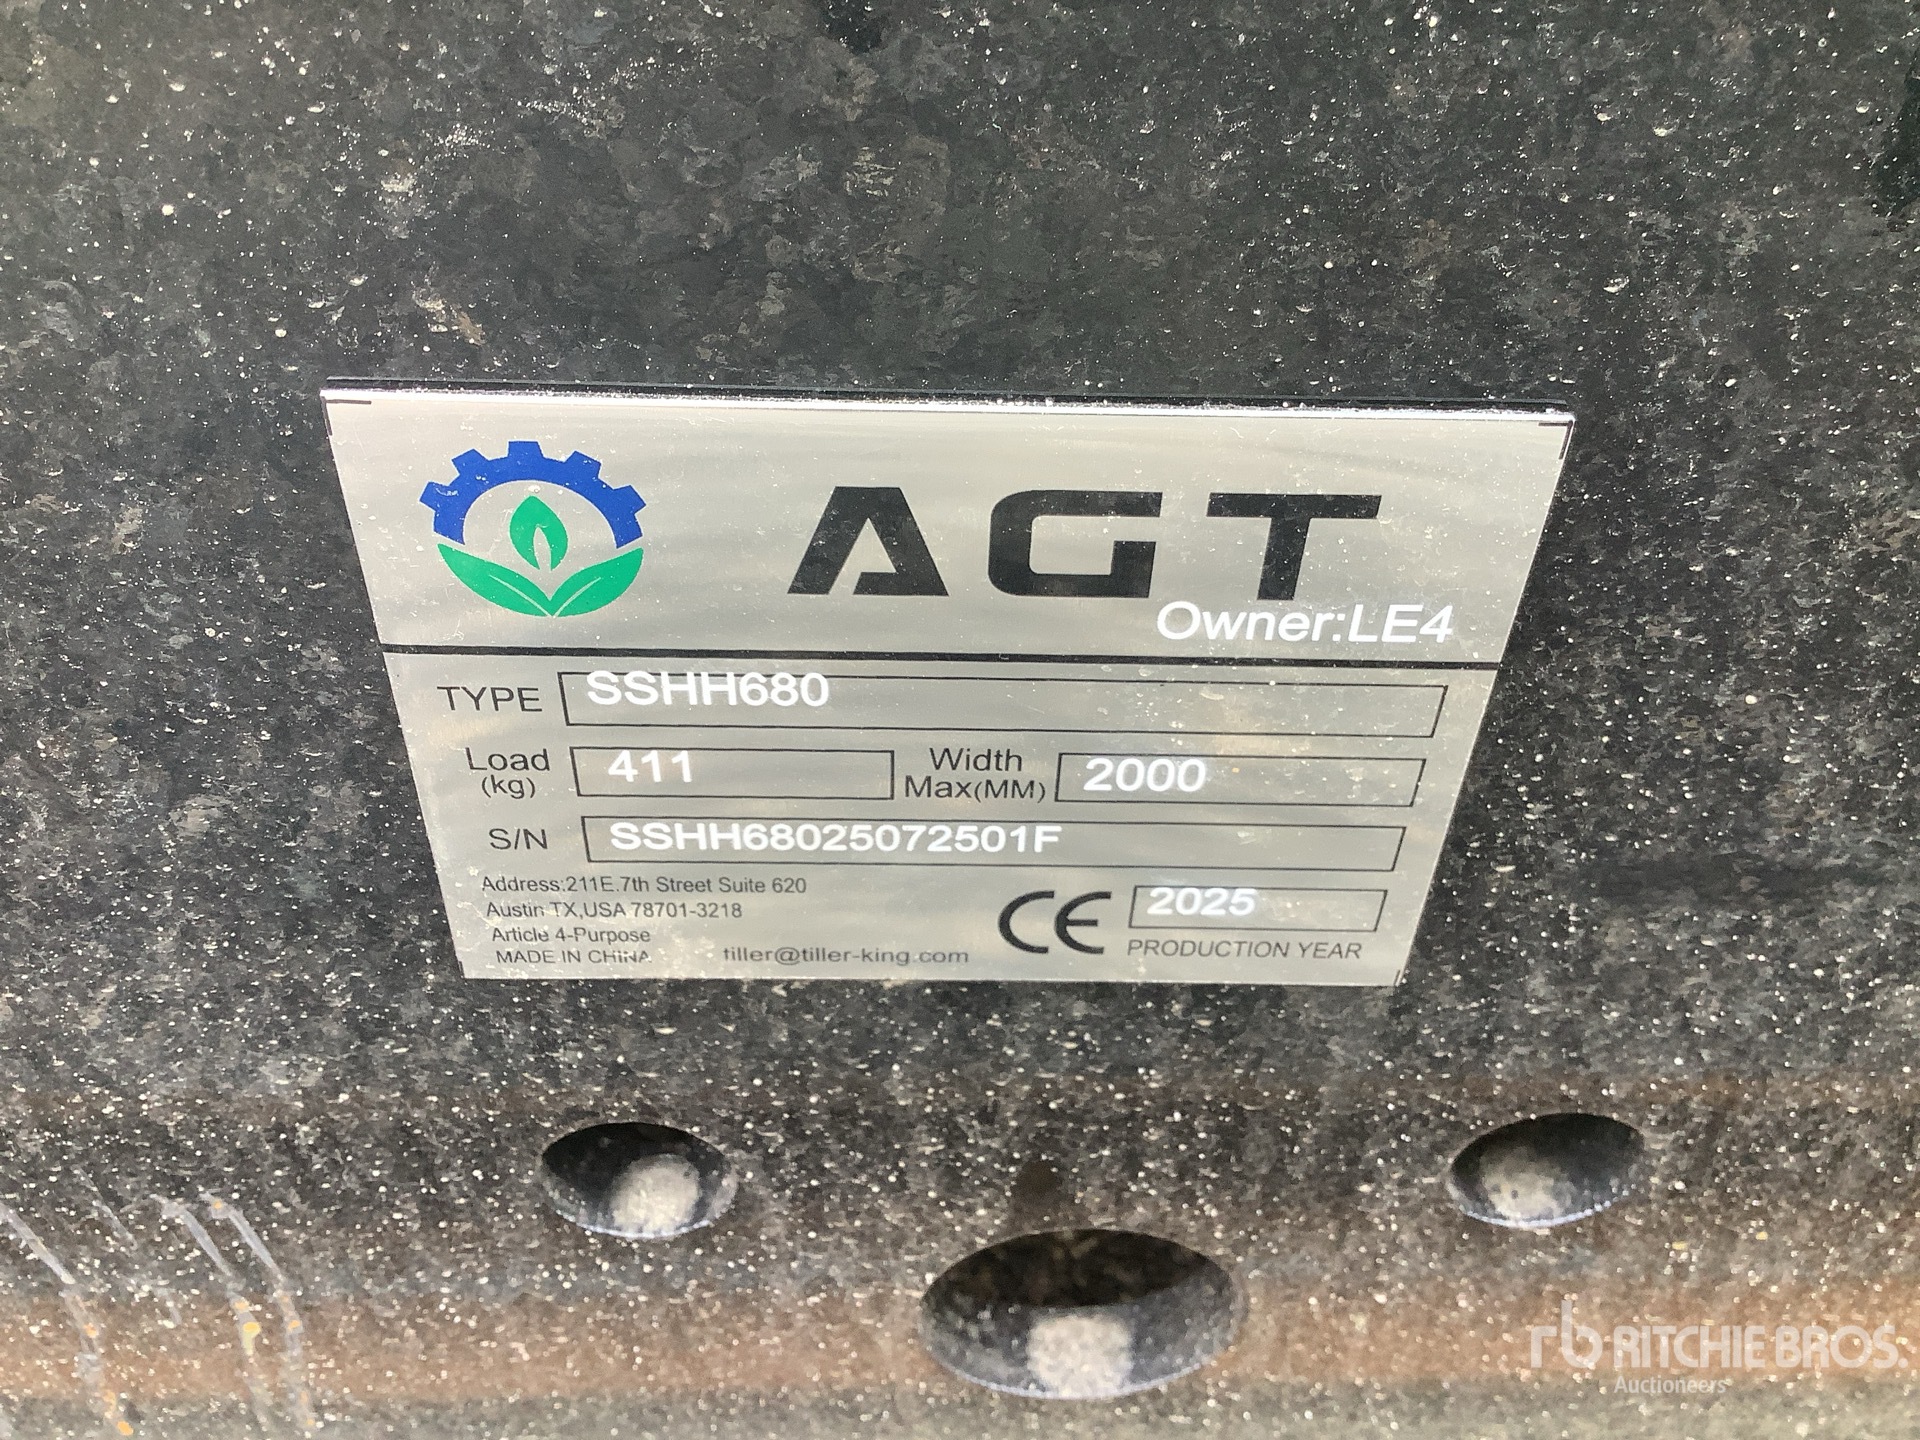 AGT
Owner:LE4
TYPE SSHH680
Load (kg) 411 Width Max(MM) 2000
S/N SSHH68025072501F
Address:211E.7th Street Suite 620
Austin TX,USA 78701-3218
Article 4-Purpose
MADE IN CHINA
tiller@tiller-king.com
CE
2025
PRODUCTION YEAR
rb RITCHIE BROS.
Auctioneers